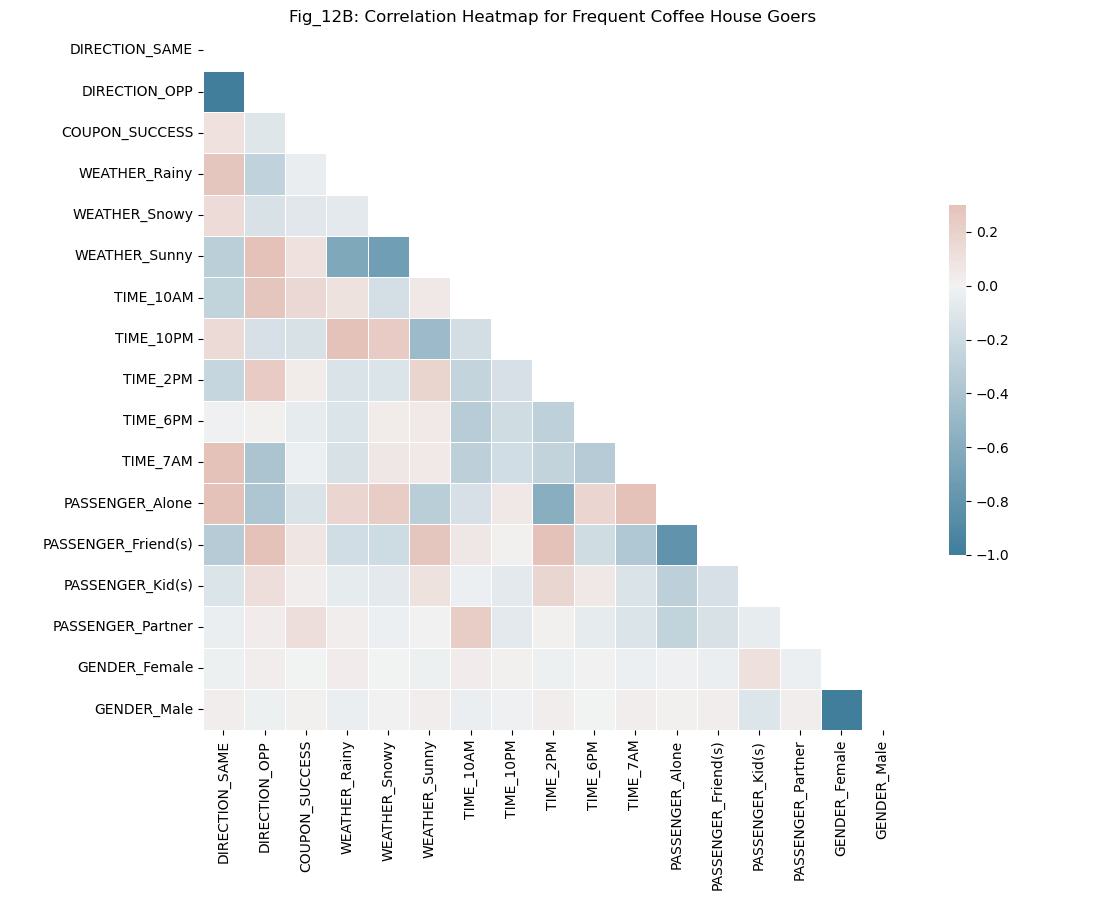 Fig_12B: Correlation Heatmap for Frequent Coffee House Goers
DIRECTION_SAME
DIRECTION_OPP
COUPON_SUCCESS
WEATHER_Rainy
WEATHER_Snowy
WEATHER_Sunny
TIME_10AM
TIME_10PM
TIME_2PM
TIME_6PM
TIME_7AM
PASSENGER_Alone
PASSENGER_Friend(s)
PASSENGER_Kid(s)
PASSENGER_Partner
GENDER_Female
GENDER_Male
DIRECTION_SAME
DIRECTION_OPP
COUPON_SUCCESS
WEATHER_Rainy
WEATHER_Snowy
WEATHER_Sunny
TIME_10AM
TIME_10PM
TIME_2PM
TIME_6PM
TIME_7AM
PASSENGER_Alone
PASSENGER_Friend(s)
PASSENGER_Kid(s)
PASSENGER_Partner
GENDER_Female
GENDER_Male
0.2
0.0
−0.2
−0.4
−0.6
−0.8
−1.0